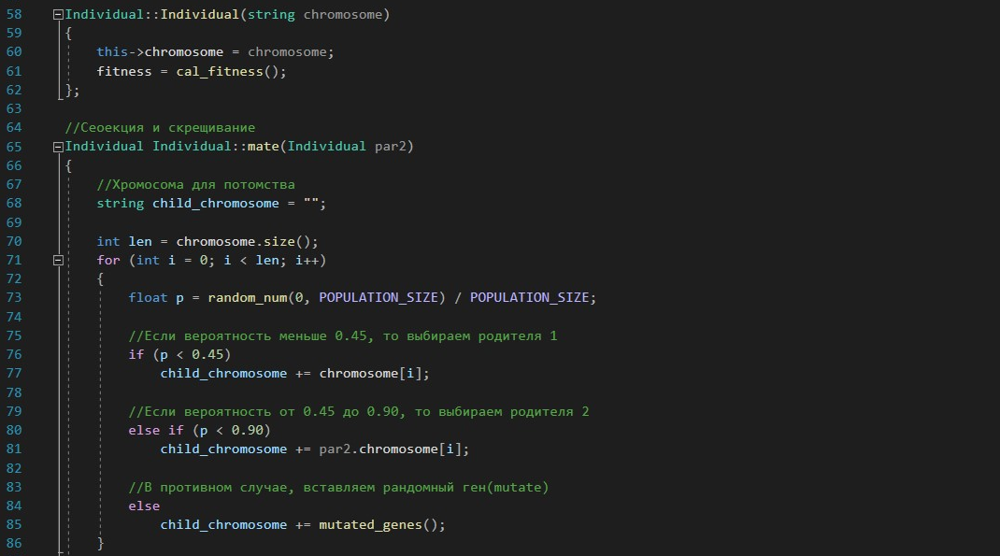 58 Individual::Individual(string chromosome)
59 {
60 this->chromosome = chromosome;
61 fitness = cal_fitness();
62 };
63
64 //Сеоекция и скрещивание
65 Individual Individual::mate(Individual par2)
66 {
67 //Хромосома для потомства
68 string child_chromosome = "";
69
70 int len = chromosome.size();
71 for (int i = 0; i < len; i++)
72 {
73 float p = random_num(0, POPULATION_SIZE) / POPULATION_SIZE;
74
75 //Если вероятность меньше 0.45, то выбираем родителя 1
76 if (p < 0.45)
77 child_chromosome += chromosome[i];
78
79 //Если вероятность от 0.45 до 0.90, то выбираем родителя 2
80 else if (p < 0.90)
81 child_chromosome += par2.chromosome[i];
82
83 //В противном случае, вставляем рандомный ген(mutate)
84 else
85 child_chromosome += mutated_genes();
86 }